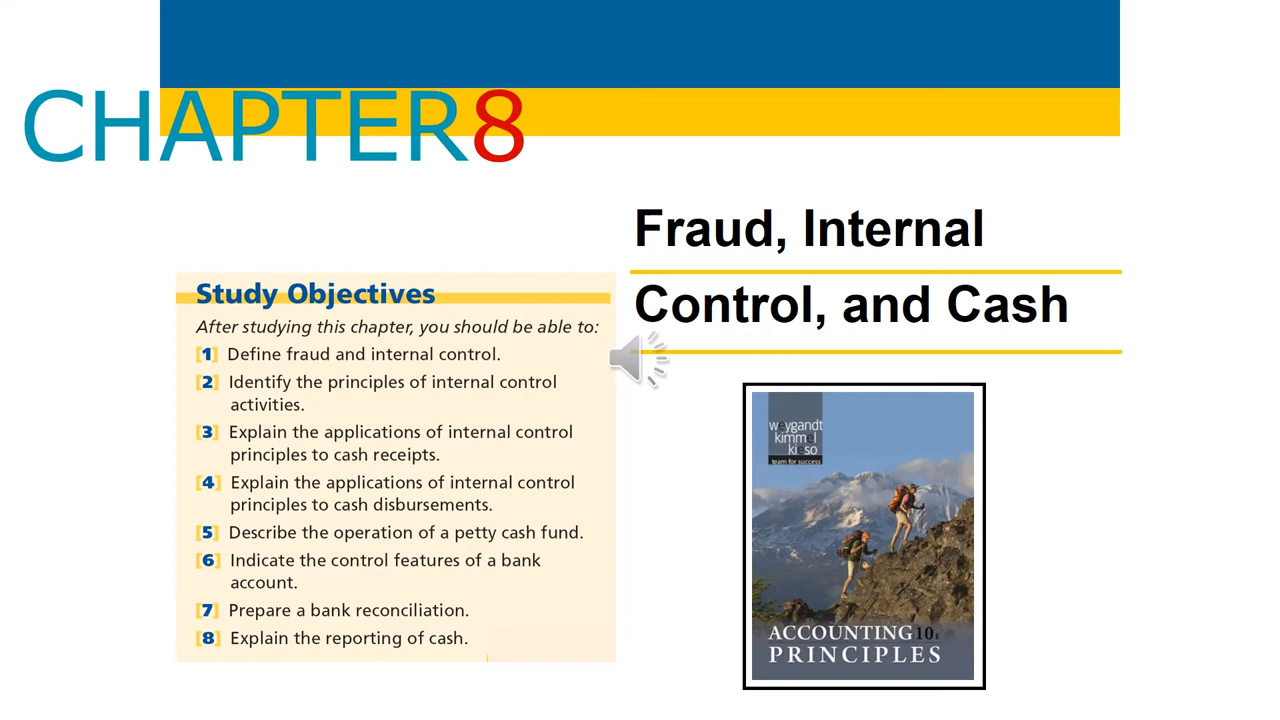 CHAPTER8
Fraud, Internal
Control, and Cash
Study Objectives
After studying this chapter, you should be able to:
[1] Define fraud and internal control.
[2] Identify the principles of internal control
activities.
[3] Explain the applications of internal control
principles to cash receipts.
[4] Explain the applications of internal control
principles to cash disbursements.
[5] Describe the operation of a petty cash fund.
[6] Indicate the control features of a bank
account.
[7] Prepare a bank reconciliation.
[8] Explain the reporting of cash.
weygandt
kimmel
kieso
team for success
ACCOUNTING 10E
PRINCIPLES